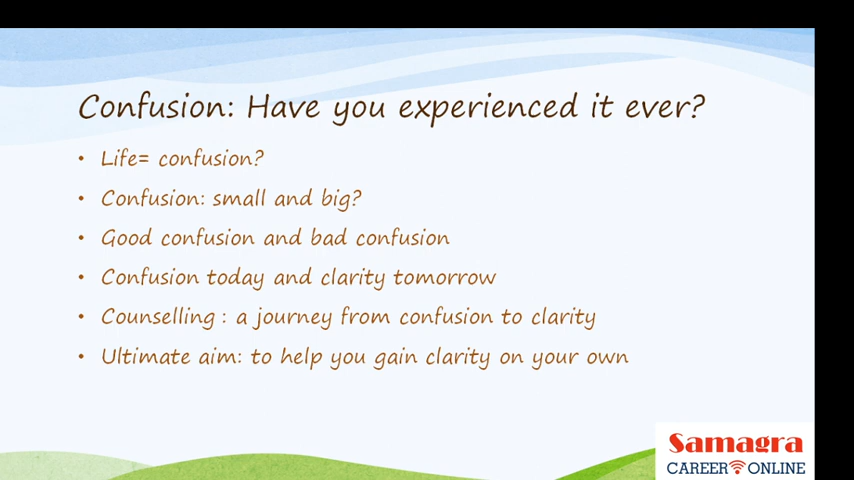 Confusion: Have you experienced it ever?
• Life= confusion?
• Confusion: small and big?
• Good confusion and bad confusion
• Confusion today and clarity tomorrow
• Counselling : a journey from confusion to clarity
• Ultimate aim: to help you gain clarity on your own
Samagra
CAREER ONLINE